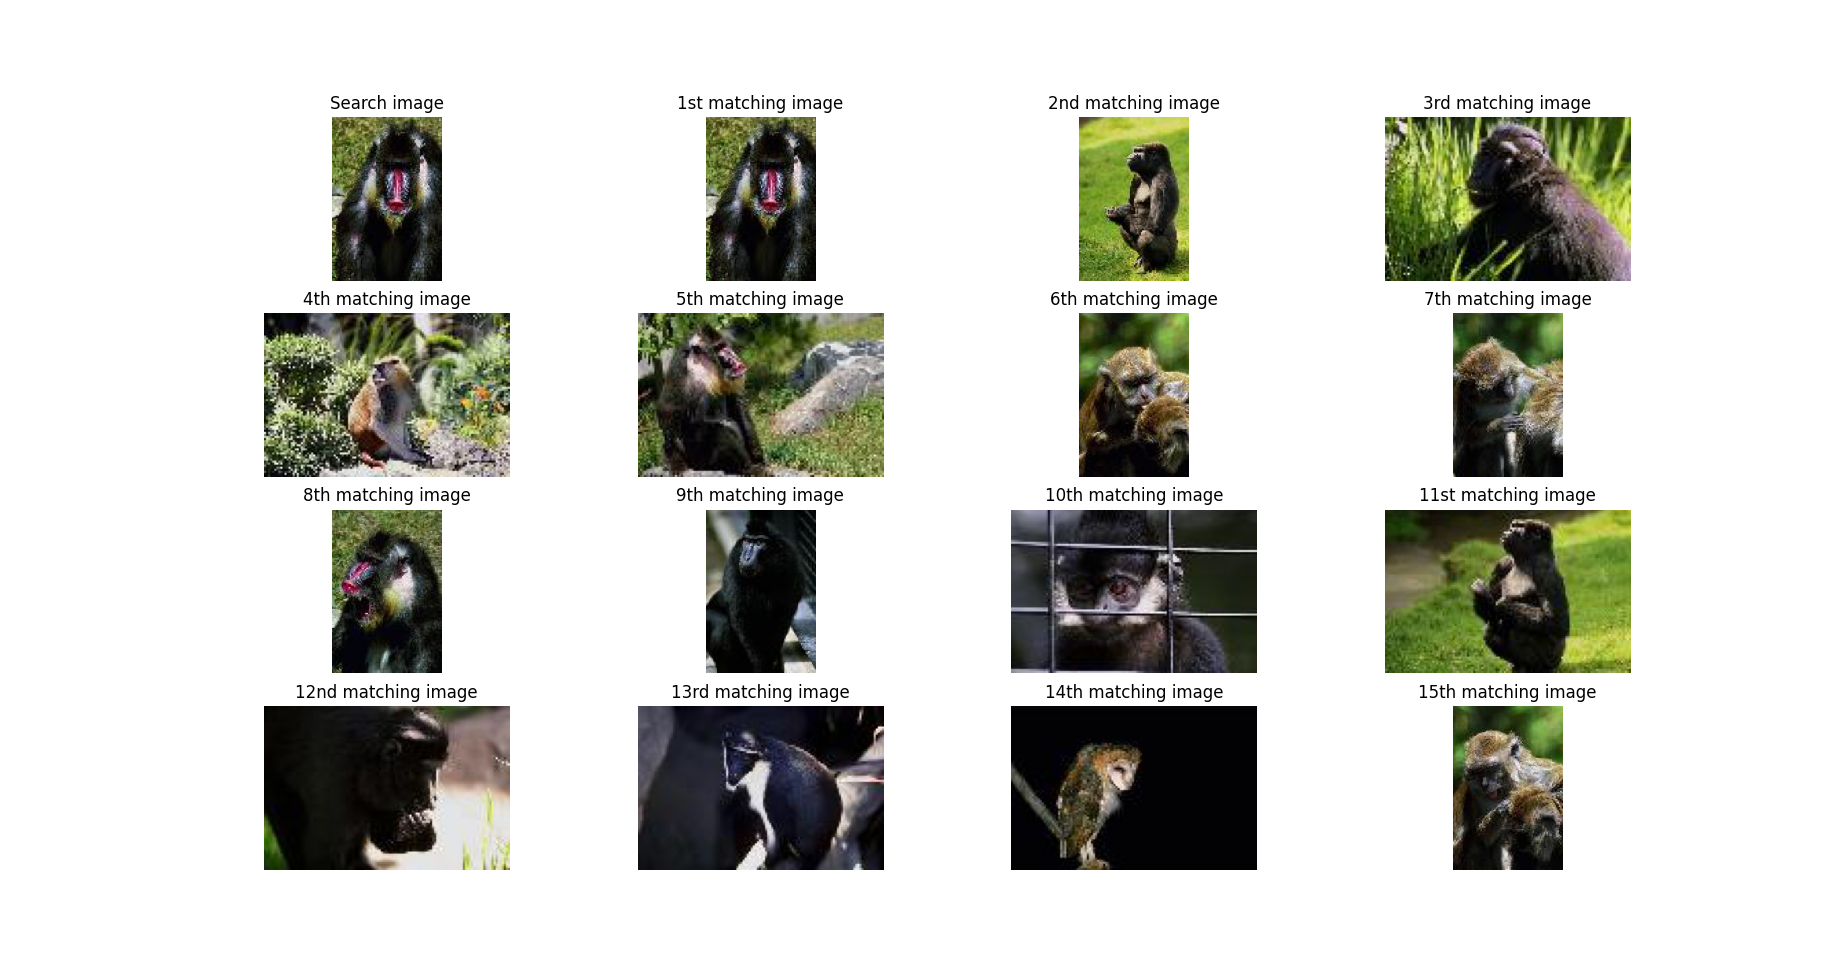 Search image
1st matching image
2nd matching image
3rd matching image
4th matching image
5th matching image
6th matching image
7th matching image
8th matching image
9th matching image
10th matching image
11st matching image
12nd matching image
13rd matching image
14th matching image
15th matching image